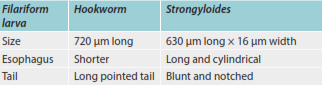 Filariform larva Hookworm Strongyloides
Size 720 μm long 630 μm long × 16 μm width
Esophagus Shorter Long and cylindrical
Tail Long pointed tail Blunt and notched